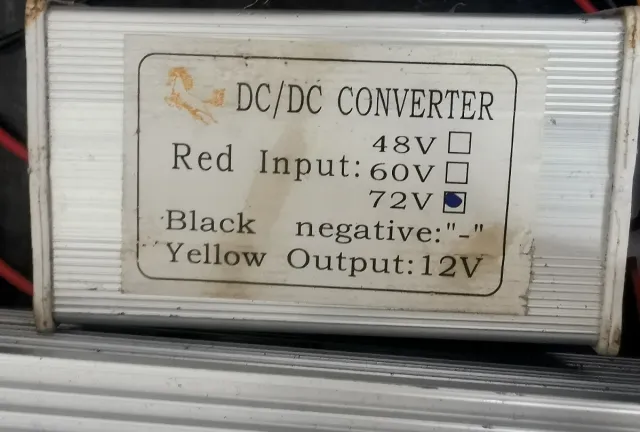 DC/DC CONVERTER
48V
Red Input:60V
72V
Black negative:"-"
Yellow Output:12V